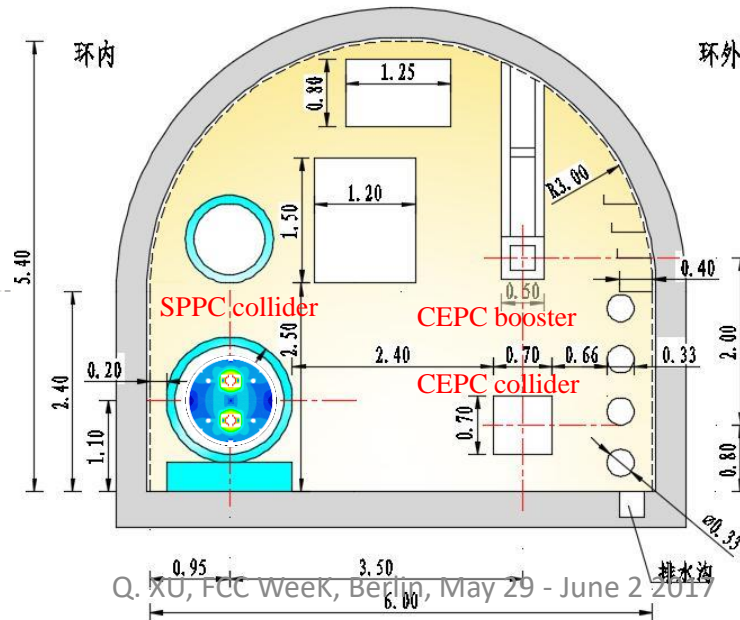 环内
环外
1.25
0.80
R3.00
1.20
1.50
5.40
0.40
0.50
SPPC collider
CEPC booster
2.50
2.00
2.40
0.70
0.66
0.33
CEPC collider
0.20
2.40
0.70
1.10
0.80
ø0.33
0.95
3.50
排水沟
Q. XU, FCC WeeK, Berlin, May 29 - June 2 2017
6.00